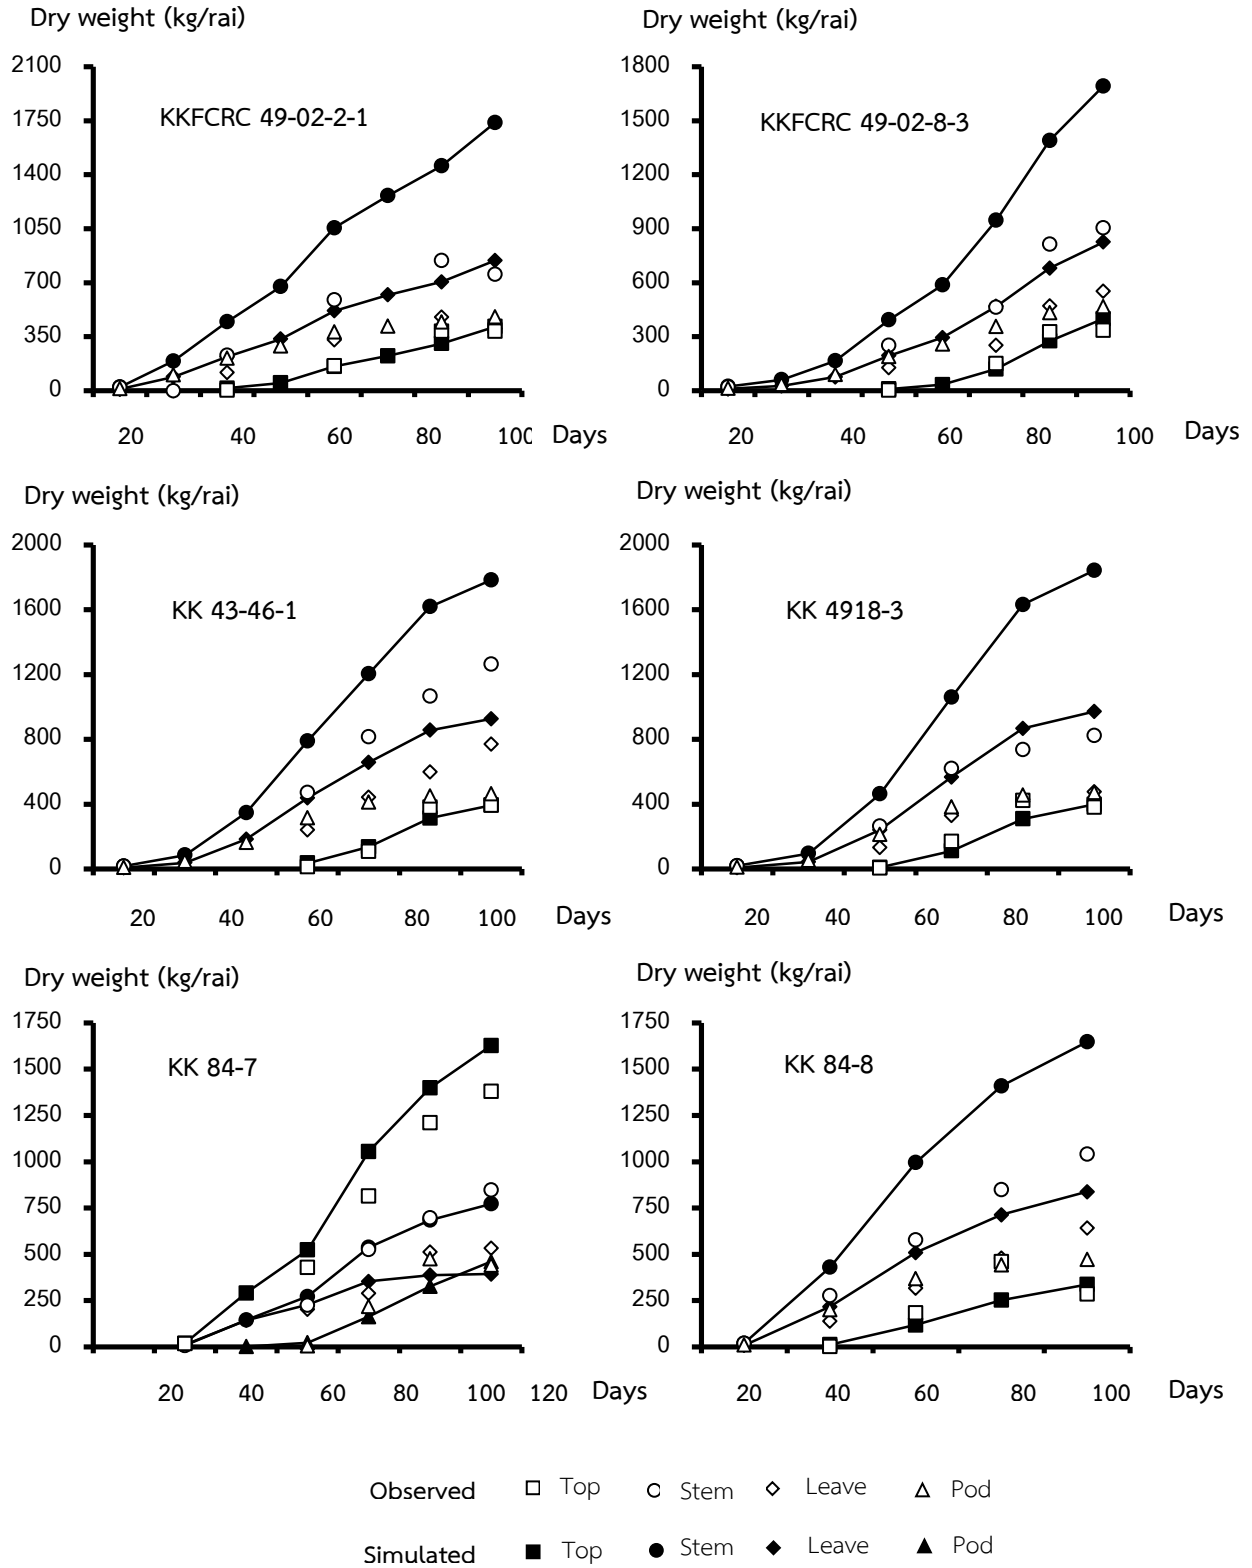 Dry weight (kg/rai)
2100
1750
1400
1050
700
350
0
KKFCRC 49-02-2-1
20 40 60 80 100 Days
Dry weight (kg/rai)
1800
1500
1200
900
600
300
0
KKFCRC 49-02-8-3
20 40 60 80 100 Days
Dry weight (kg/rai)
2000
1600
1200
800
400
0
KK 43-46-1
20 40 60 80 100 Days
Dry weight (kg/rai)
2000
1600
1200
800
400
0
KK 4918-3
20 40 60 80 100 Days
Dry weight (kg/rai)
1750
1500
1250
1000
750
500
250
0
KK 84-7
20 40 60 80 100 120 Days
Dry weight (kg/rai)
1750
1500
1250
1000
750
500
250
0
KK 84-8
20 40 60 80 100 Days
Observed Top Stem Leave Pod
Simulated Top Stem Leave Pod